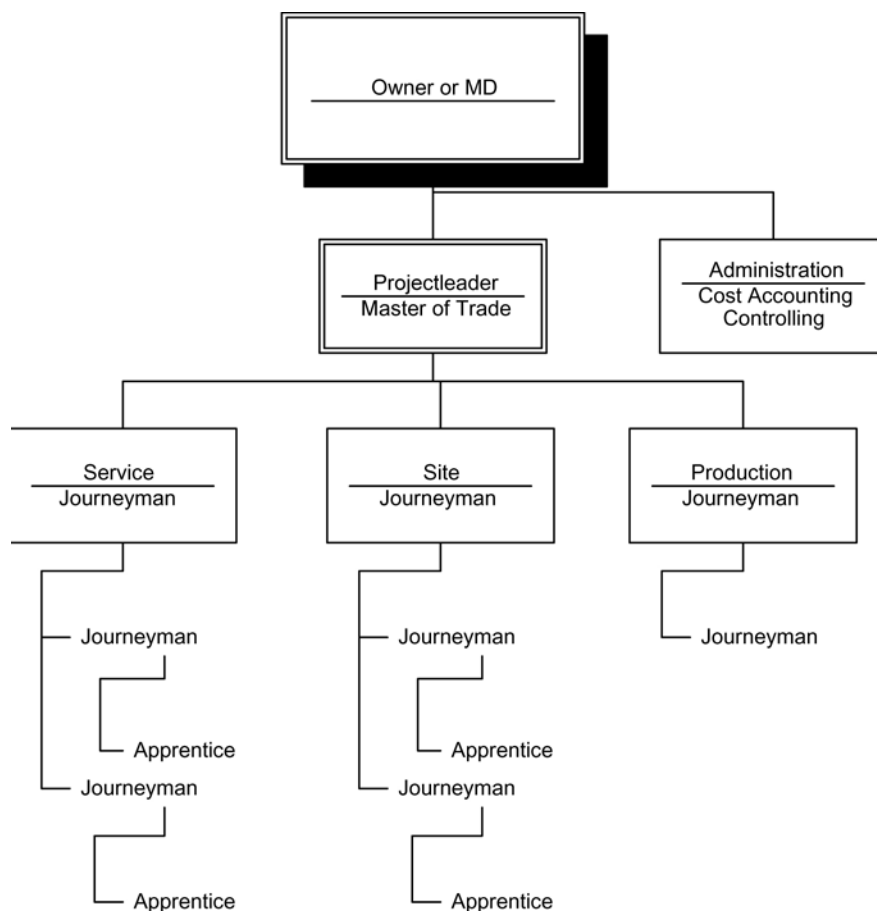 Owner or MD
Projectleader
Master of Trade
Administration
Cost Accounting
Controlling
Service
Journeyman
Site
Journeyman
Production
Journeyman
Journeyman
Apprentice
Journeyman
Apprentice
Journeyman
Apprentice
Journeyman
Apprentice
Journeyman